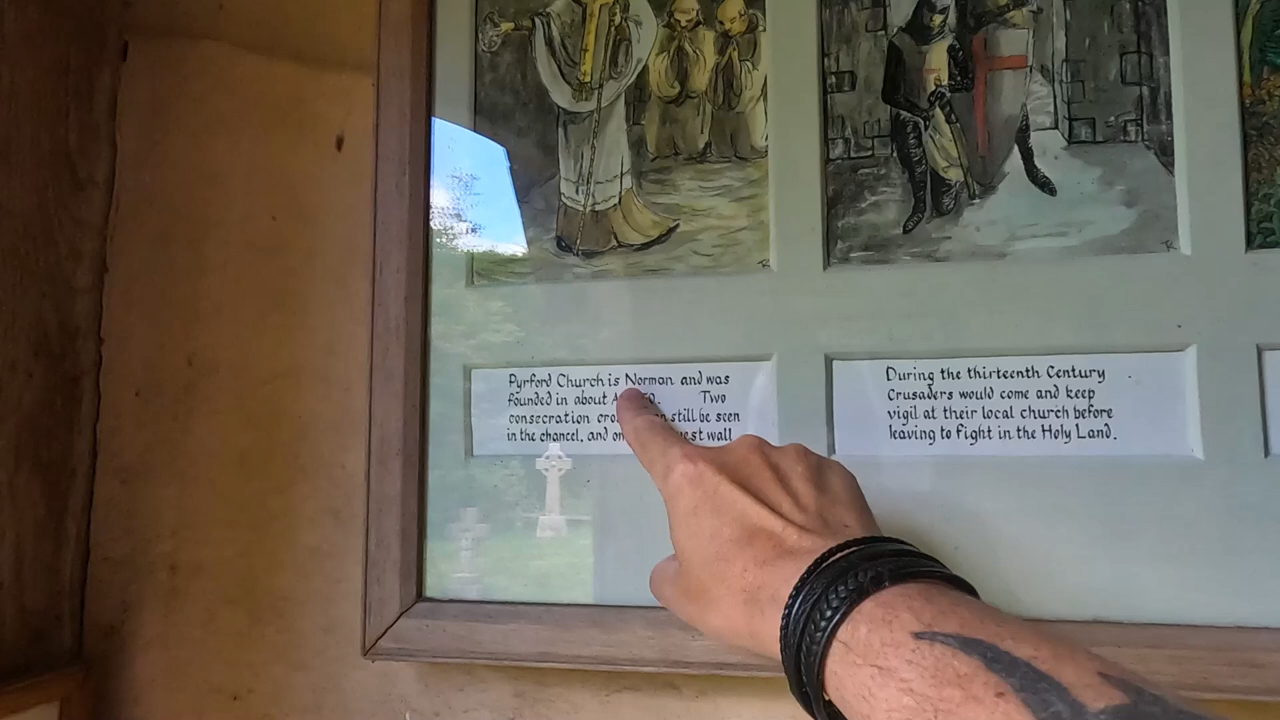 Pyrford Church is Norman and was
founded in about A Two
consecration still be seen
in the chancel, and on west wall
During the thirteenth Century
Crusaders would come and keep
vigil at their local church before
leaving to fight in the Holy Land.